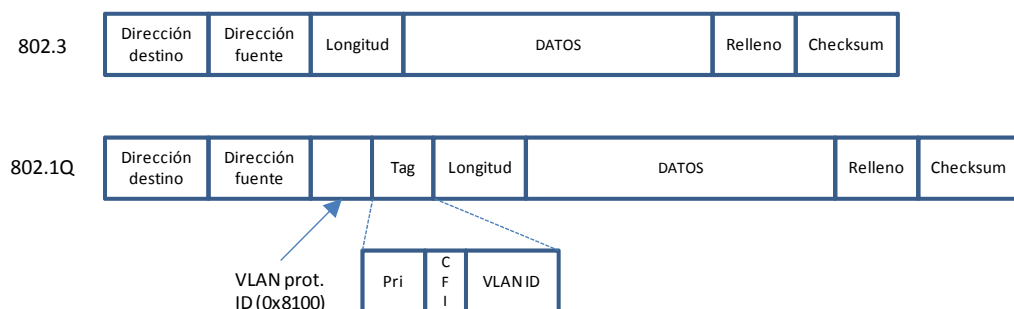 802.3
Dirección
destino
Dirección
fuente
Longitud
DATOS
Relleno
Checksum
802.1Q
Dirección
destino
Dirección
fuente
Tag
Longitud
DATOS
Relleno
Checksum
VLAN prot.
ID (0x8100)
Pri
C
F
I
VLAN ID